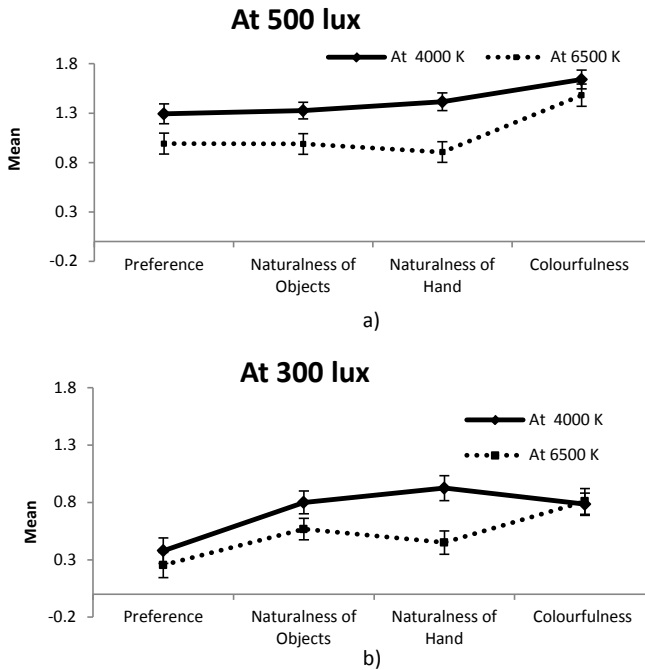 At 500 lux
At 4000 K
At 6500 K
1.8
1.3
0.8
0.3
-0.2
Mean
Preference
Naturalness of
Objects
Naturalness of
Hand
Colourfulness
a)
At 300 lux
At 4000 K
At 6500 K
1.8
1.3
0.8
0.3
-0.2
Mean
Preference
Naturalness of
Objects
Naturalness of
Hand
Colourfulness
b)